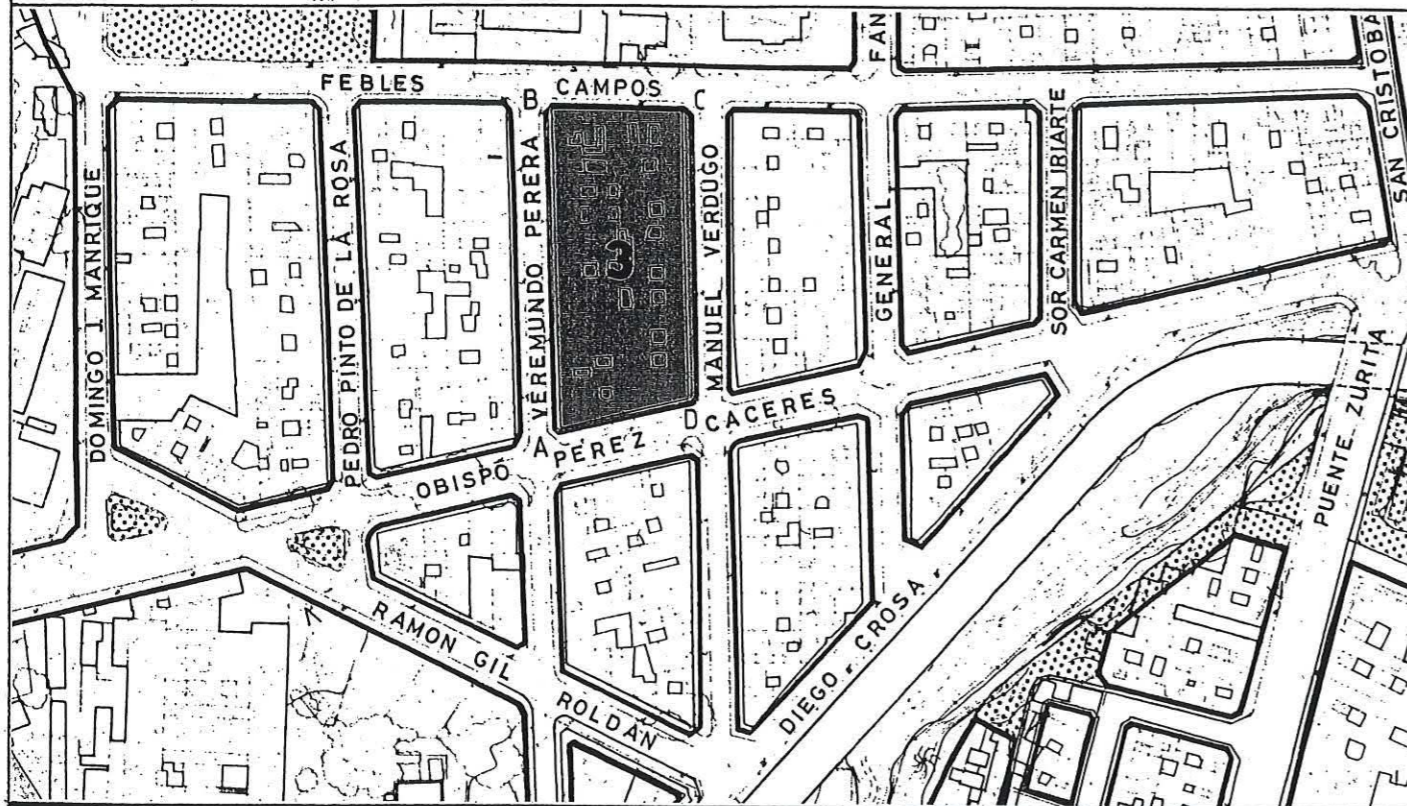 FEBLES CAMPOS
B
C
FAN
SAN CRISTOBA
DOMINGO J MANRIQUE
PEDRO PINTO DE LA ROSA
VEREMUNDO PERERA
3
MANUEL VERDUGO
GENERAL
SOR CARMEN IRIARTE
A
D
OBISPO PEREZ CACERES
PUENTE ZURITA
RAMON GIL ROLDAN
DIEGO CROSA